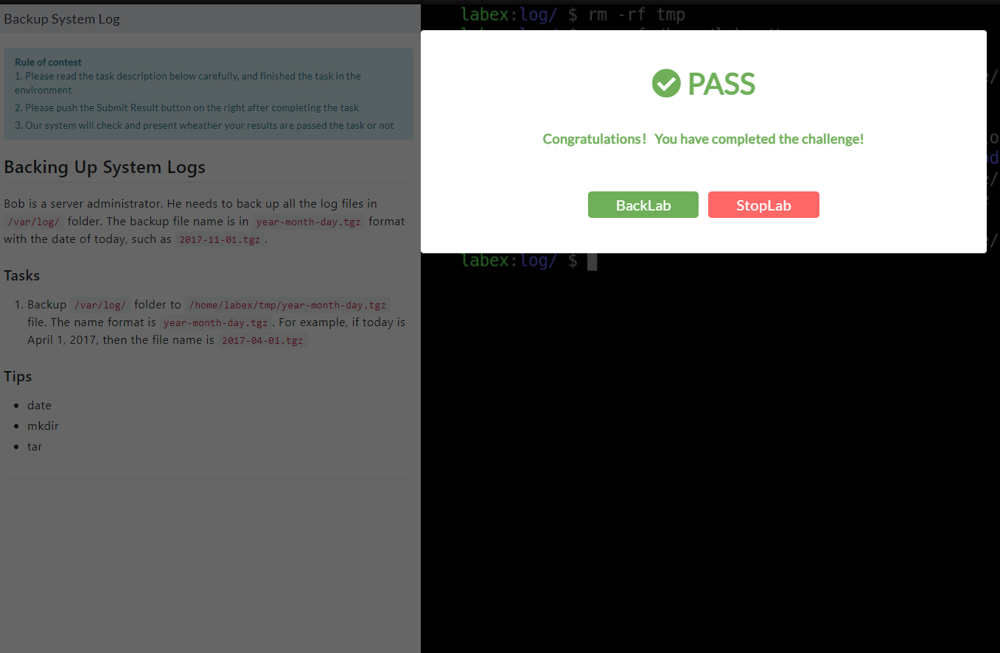 Backup System Log
Rule of contest
1. Please read the task description below carefully, and finished the task in the
environment
2. Please push the Submit Result button on the right after completing the task
3. Our system will check and present wheather your results are passed the task or not
Backing Up System Logs
Bob is a server administrator. He needs to back up all the log files in
/var/log/ folder. The backup file name is in year-month-day.tgz format
with the date of today, such as 2017-11-01.tgz.
Tasks
1. Backup /var/log/ folder to /home/labex/tmp/year-month-day.tgz
file. The name format is year-month-day.tgz. For example, if today is
April 1, 2017, then the file name is 2017-04-01.tgz
Tips
• date
• mkdir
• tar
labex:log/ $ rm -rf tmp
PASS
Congratulations! You have completed the challenge!
BackLab StopLab
labex:log/ $